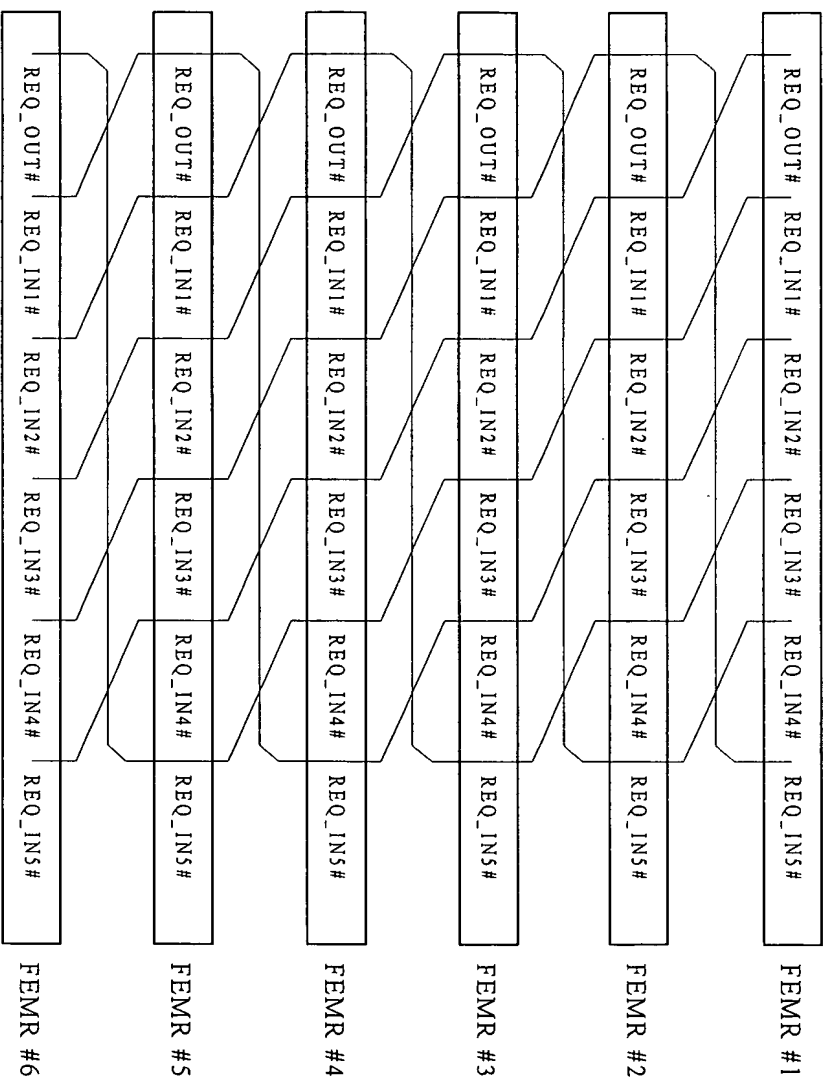 REQ_OUT# REQ_IN1# REQ_IN2# REQ_IN3# REQ_IN4# REQ_IN5# FEMR #1
REQ_OUT# REQ_IN1# REQ_IN2# REQ_IN3# REQ_IN4# REQ_IN5# FEMR #2
REQ_OUT# REQ_IN1# REQ_IN2# REQ_IN3# REQ_IN4# REQ_IN5# FEMR #3
REQ_OUT# REQ_IN1# REQ_IN2# REQ_IN3# REQ_IN4# REQ_IN5# FEMR #4
REQ_OUT# REQ_IN1# REQ_IN2# REQ_IN3# REQ_IN4# REQ_IN5# FEMR #5
REQ_OUT# REQ_IN1# REQ_IN2# REQ_IN3# REQ_IN4# REQ_IN5# FEMR #6